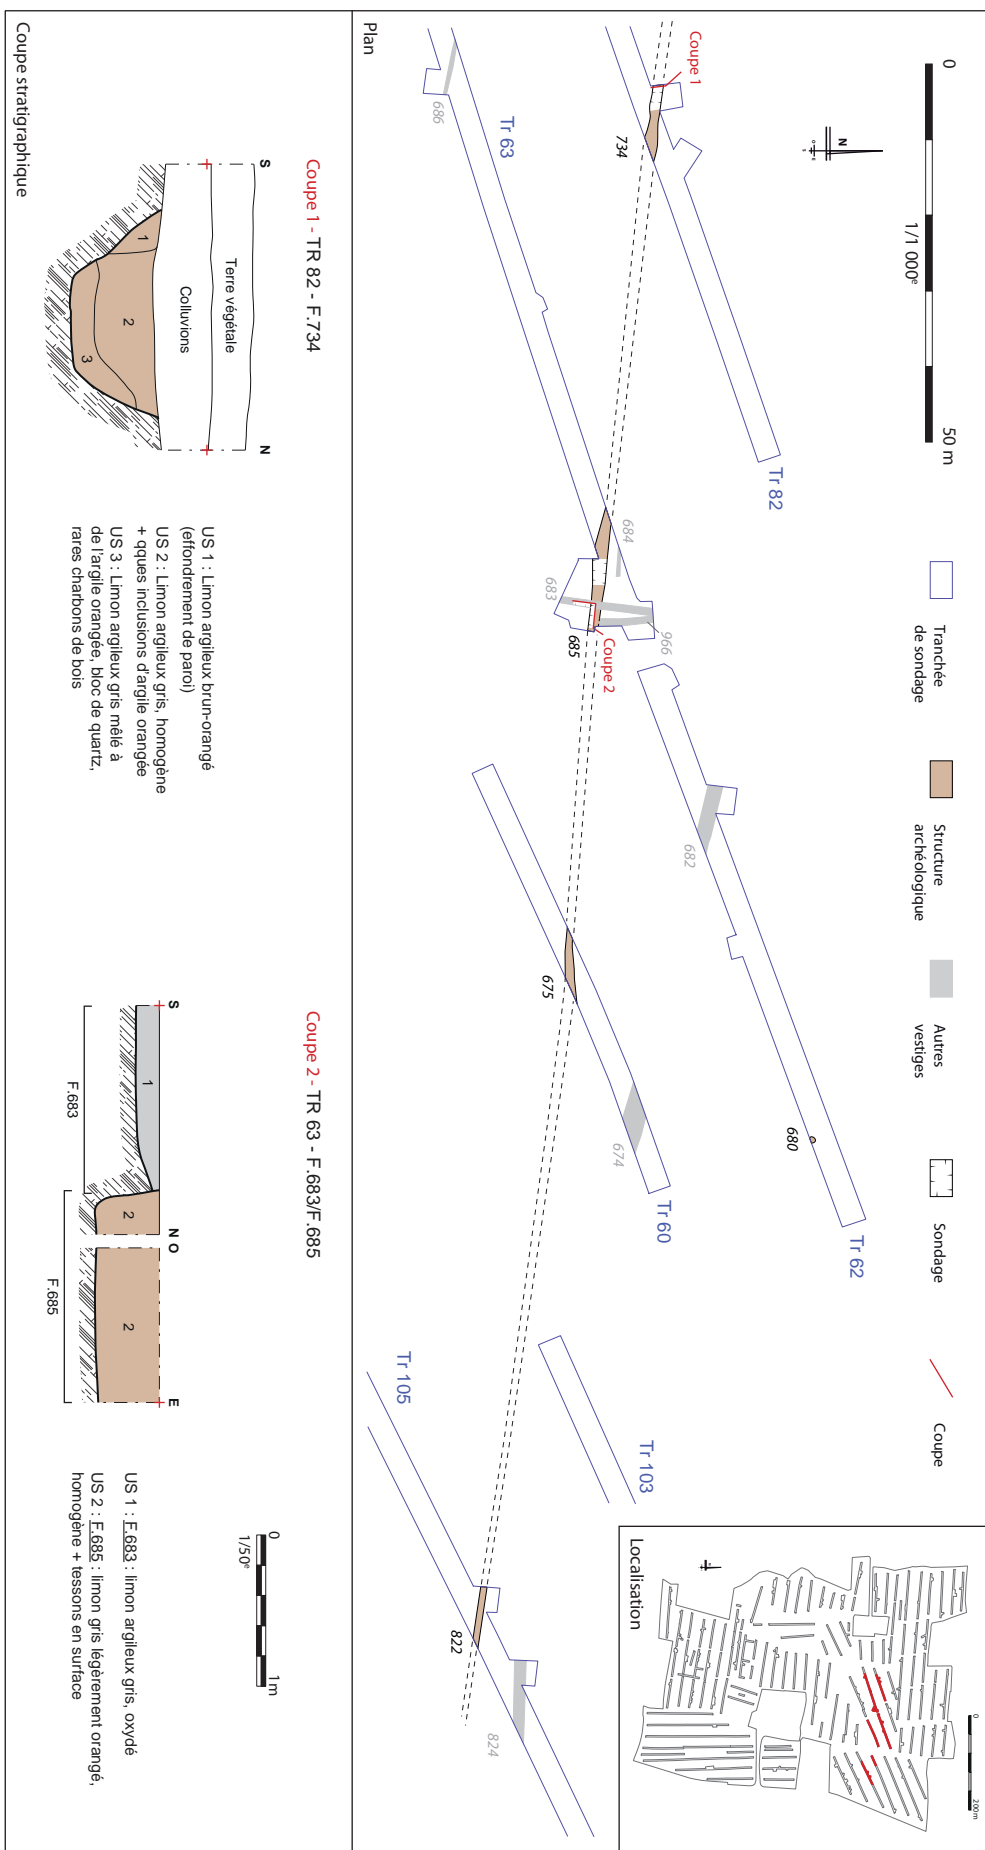 Plan
0
50 m
1/1 000e
N
Tranchée
de sondage
Structure
archéologique
Autres
vestiges
Sondage
Coupe
Coupe 1
734
Tr 82
Tr 63
686
684
683
966
685
Coupe 2
682
680
Tr 62
675
674
Tr 60
Tr 103
Tr 105
822
824
Localisation
200 m
Coupe stratigraphique
Coupe 1 - TR 82 - F.734
S
N
Terre végétale
Colluvions
1
2
3
US 1 : Limon argileux brun-orangé
(effondrement de paroi)
US 2 : Limon argileux gris, homogène
+ qques inclusions d'argile orangée
US 3 : Limon argileux gris mêlé à
de l'argile orangée, bloc de quartz,
rares charbons de bois
Coupe 2 - TR 63 - F.683/F.685
S
N O
E
1
2
2
F.683
F.685
0
1m
1/50e
US 1 : F.683 : limon argileux gris, oxydé
US 2 : F.685 : limon gris légèrement orangé,
homogène + tessons en surface